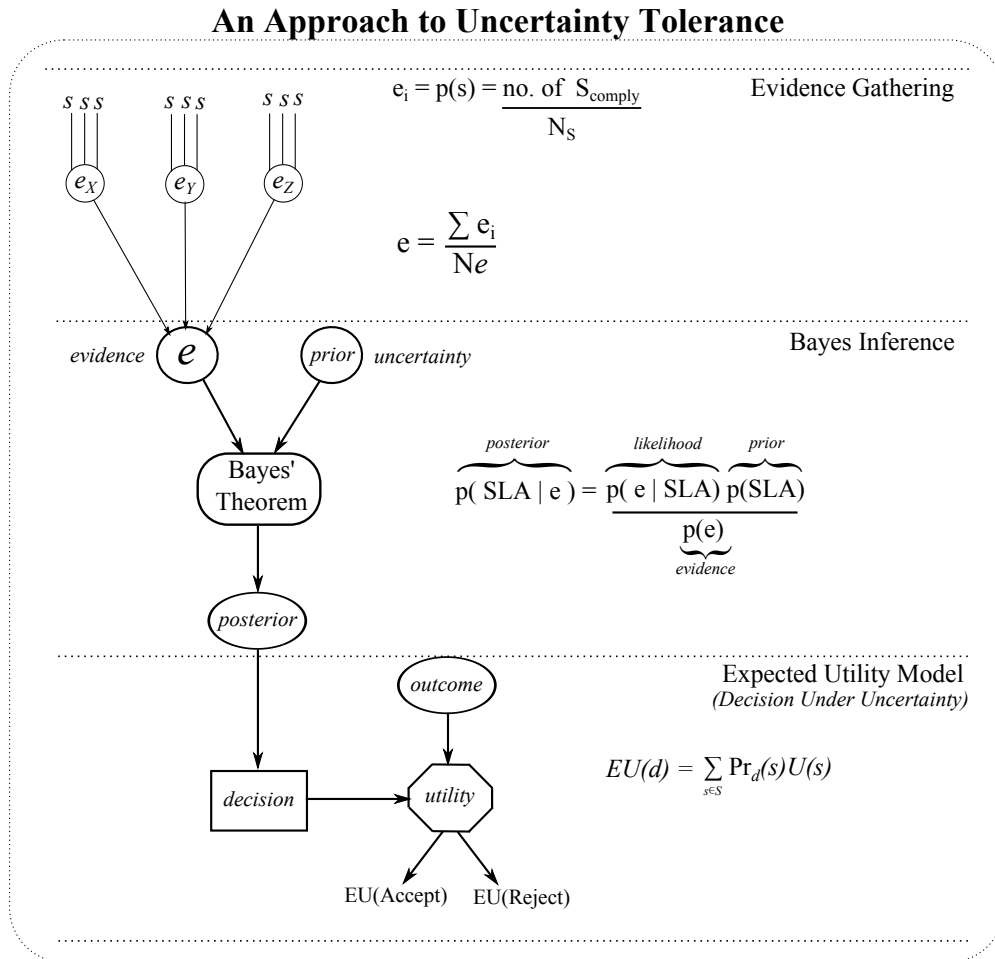 An Approach to Uncertainty Tolerance
Evidence Gathering
s s s s s s s s s
e_X e_Y e_Z
e_i = p(s) = no. of S_comply / N_S
e = ∑ e_i / Ne
Bayes Inference
evidence e prior uncertainty
Bayes'
Theorem
posterior likelihood prior
p( SLA | e ) = p( e | SLA) p(SLA)
p(e)
evidence
posterior
Expected Utility Model
(Decision Under Uncertainty)
outcome
EU(d) = ∑ s∈S Pr_d(s)U(s)
decision utility
EU(Accept) EU(Reject)